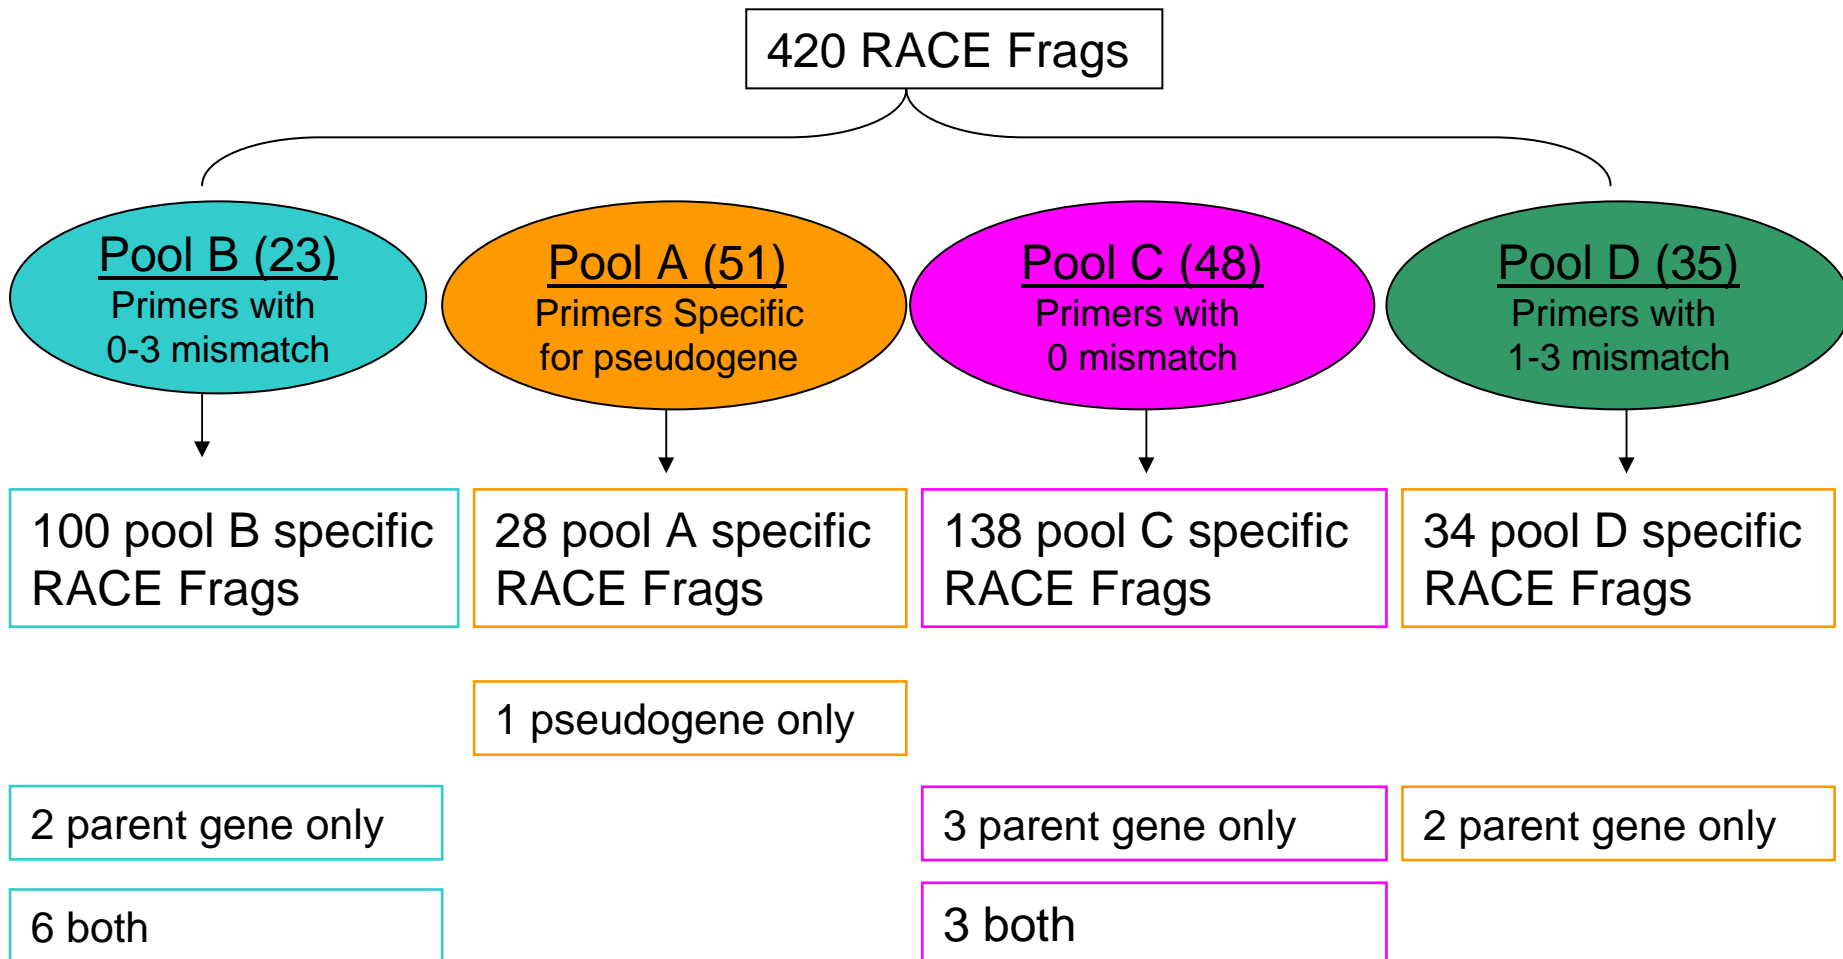 420 RACE Frags
Pool B (23)
Primers with
0-3 mismatch
Pool A (51)
Primers Specific
for pseudogene
Pool C (48)
Primers with
0 mismatch
Pool D (35)
Primers with
1-3 mismatch
100 pool B specific
RACE Frags
28 pool A specific
RACE Frags
138 pool C specific
RACE Frags
34 pool D specific
RACE Frags
1 pseudogene only
2 parent gene only
3 parent gene only
2 parent gene only
6 both
3 both